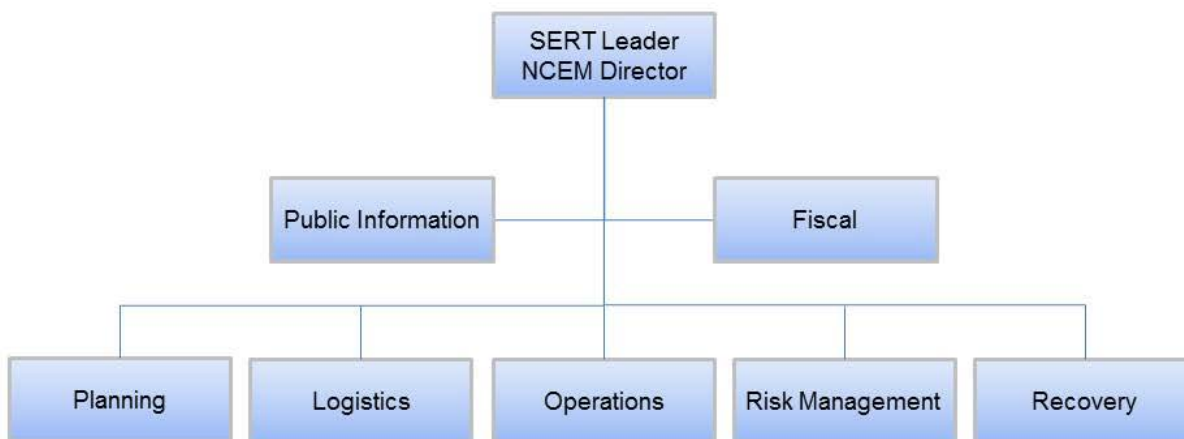 SERT Leader
NCEM Director
Public Information
Fiscal
Planning
Logistics
Operations
Risk Management
Recovery